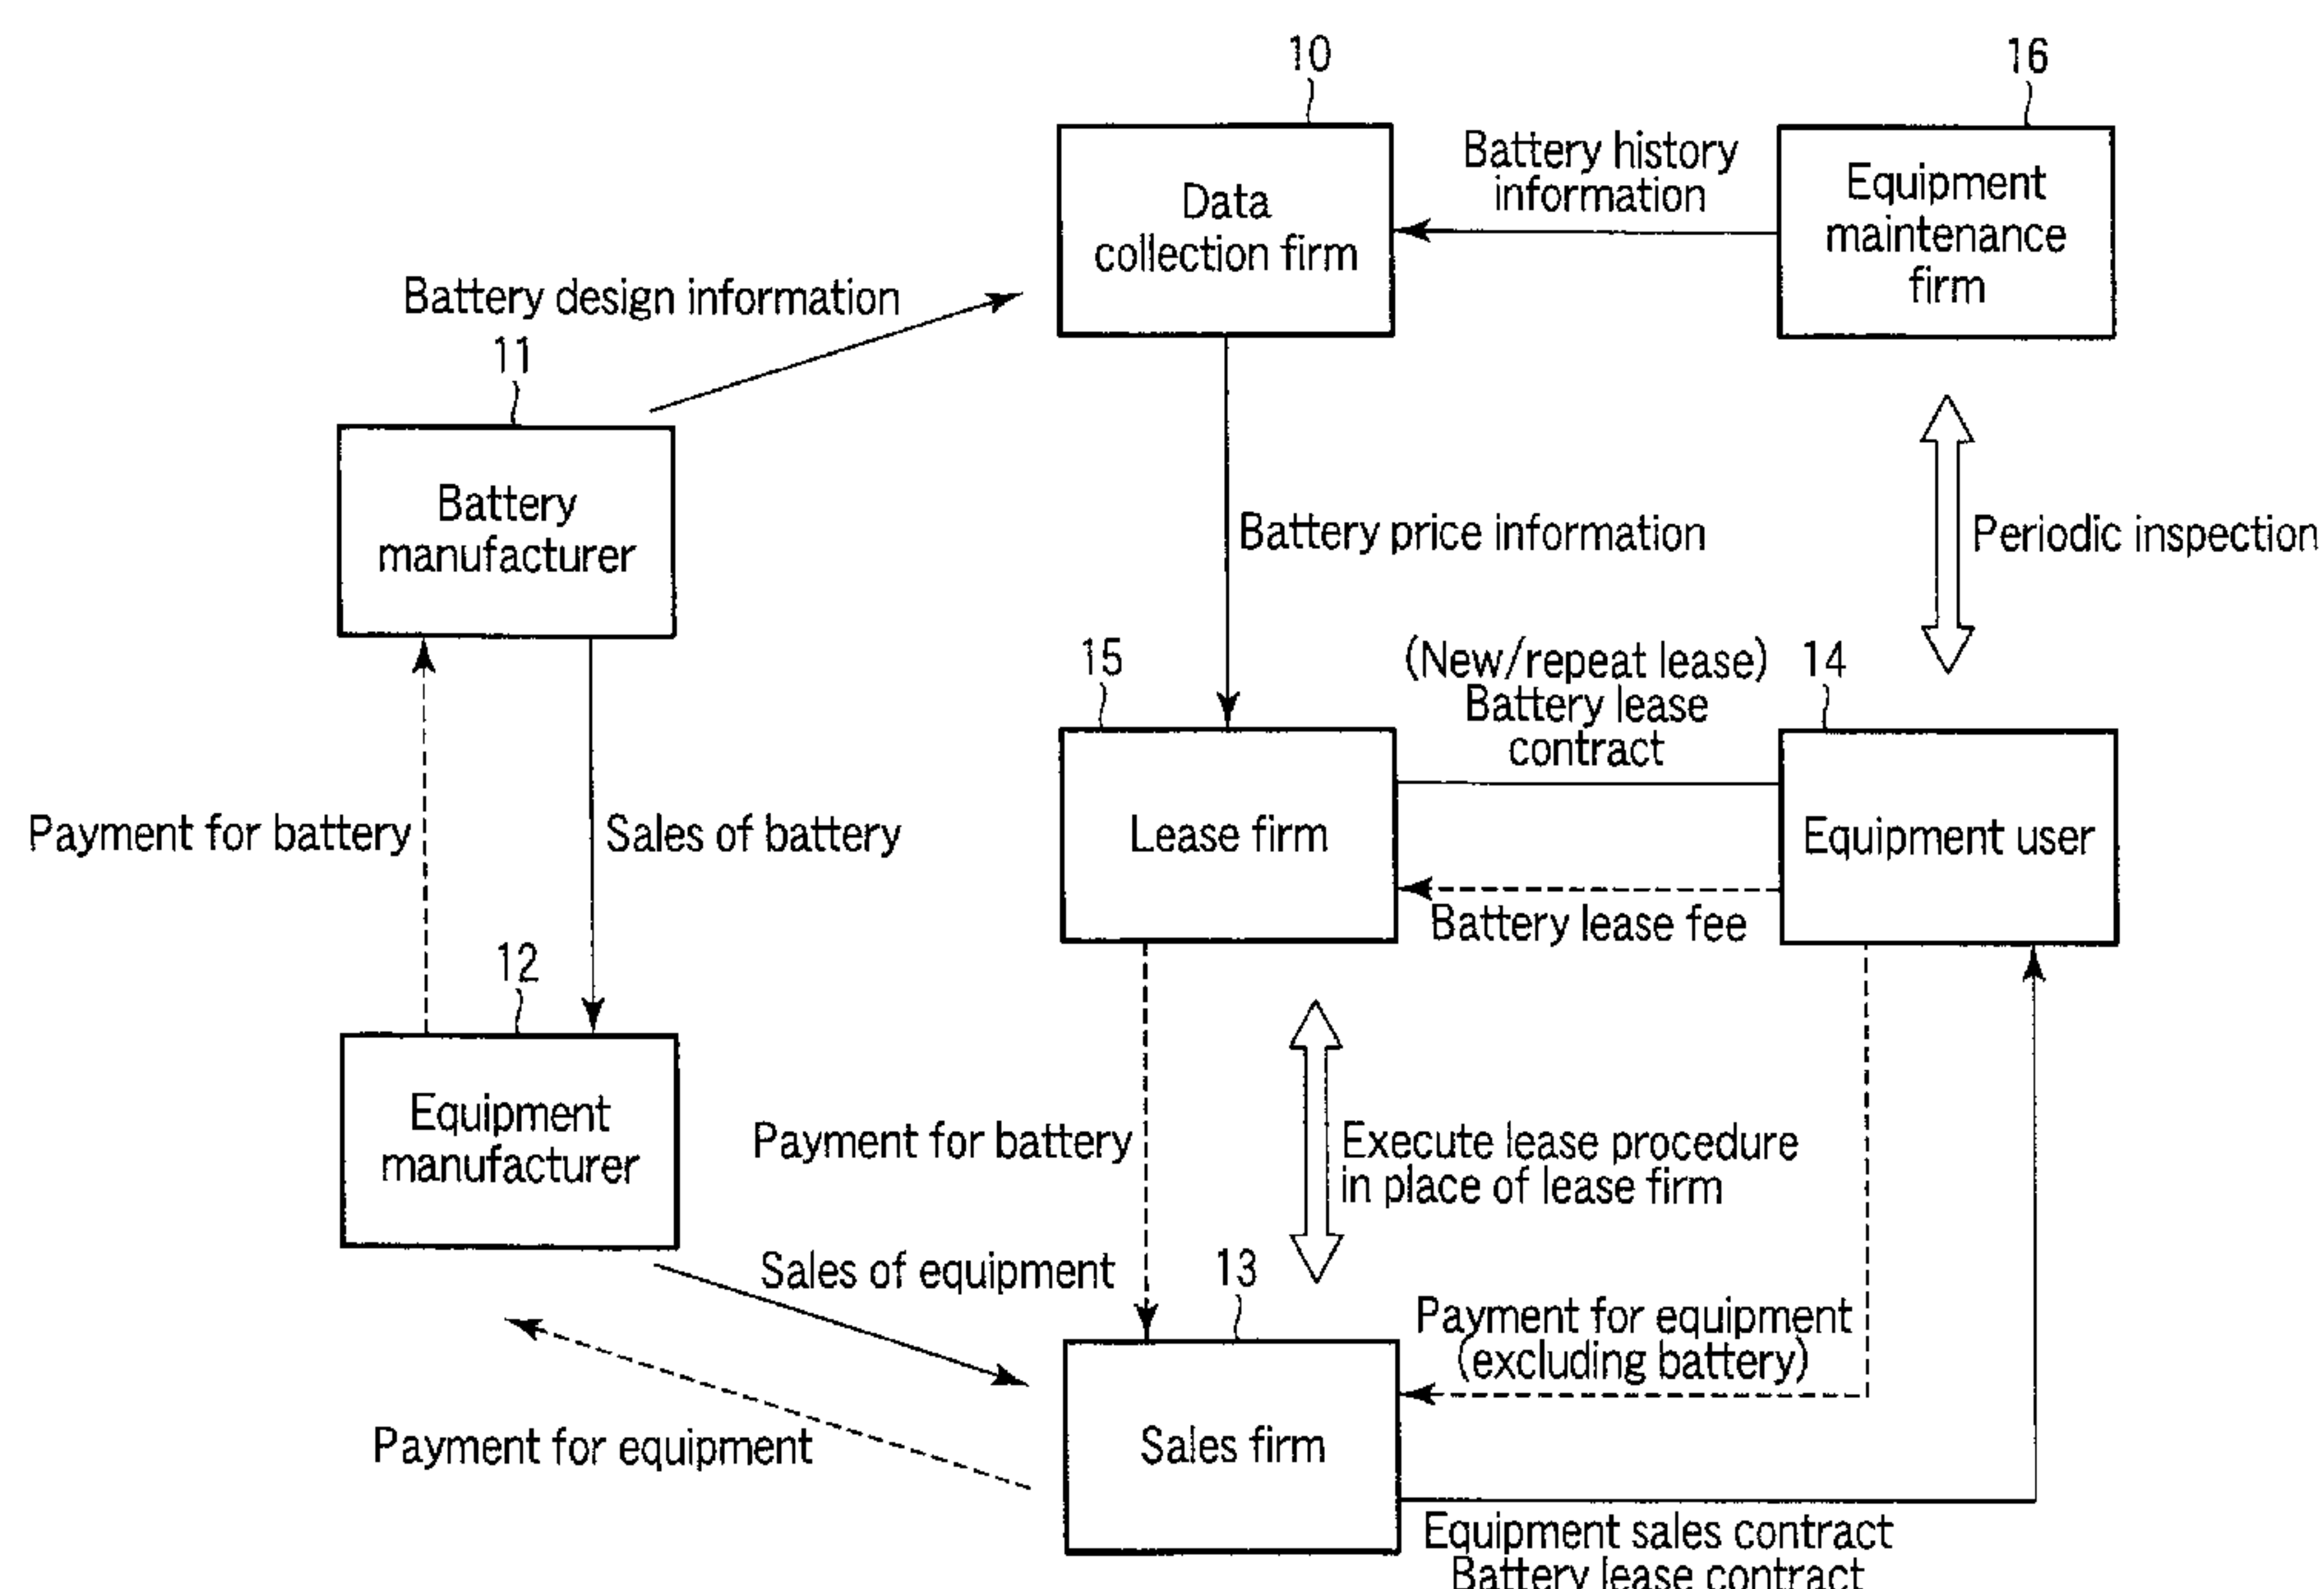 10
16
Data
collection firm
Battery history
information
Equipment
maintenance
firm
Battery design information
11
Battery
manufacturer
Battery price information
Periodic inspection
15
(New/repeat lease)
Battery lease
contract
14
Payment for battery
Sales of battery
Lease firm
Equipment user
Battery lease fee
12
Equipment
manufacturer
Payment for battery
Execute lease procedure
in place of lease firm
Sales of equipment
13
Payment for equipment
(excluding battery)
Payment for equipment
Sales firm
Equipment sales contract
Battery lease contract